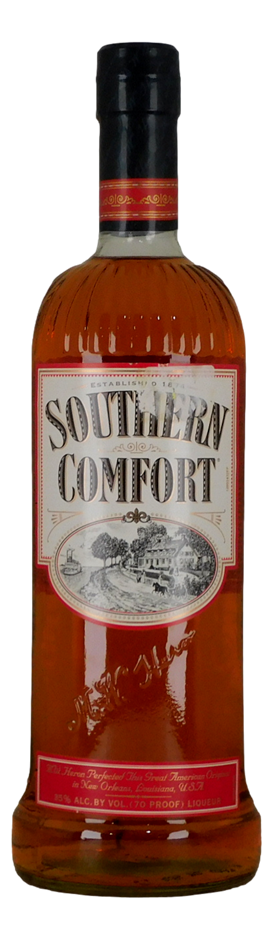 ESTABLISHED
SOUTHERN
COMFORT
M.W. Heron
M.W. Heron Perfected This Great American Original
in New Orleans, Louisiana, U.S.A
35% ALC. BY VOL. (70 PROOF) LIQUEUR